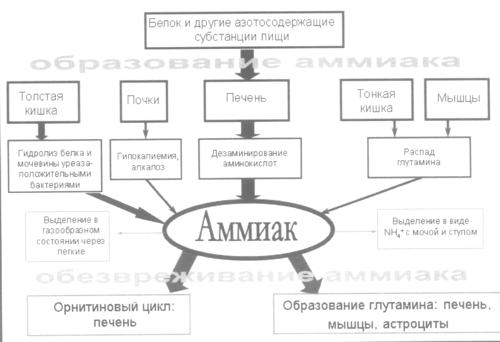 Белок и другие азотосодержащие
субстанции пищи
образование аммиака
Толстая
кишка
Почки
Печень
Тонкая
кишка
Мышцы
Гидролиз белка и
мочевины уреаза-
положительными
бактериями
Гипокалиемия,
алкалоз
Дезаминирование
аминокислот
Распад
глутамина
Выделение в
газообразном
состоянии через
легкие
Аммиак
Выделение в виде
NH₄⁺ с мочой и стулом
обезвреживание аммиака
Орнитиновый цикл:
печень
Образование глутамина: печень,
мышцы, астроциты